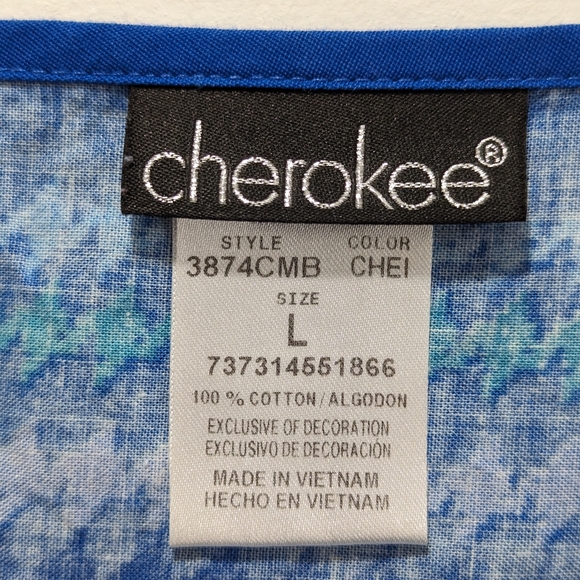 cherokee®
STYLE COLOR
3874CMB CHEI
SIZE
L
737314551866
100 % COTTON/ALGODON
EXCLUSIVE OF DECORATION
EXCLUSIVO DE DECORACIÓN
MADE IN VIETNAM
HECHO EN VIETNAM